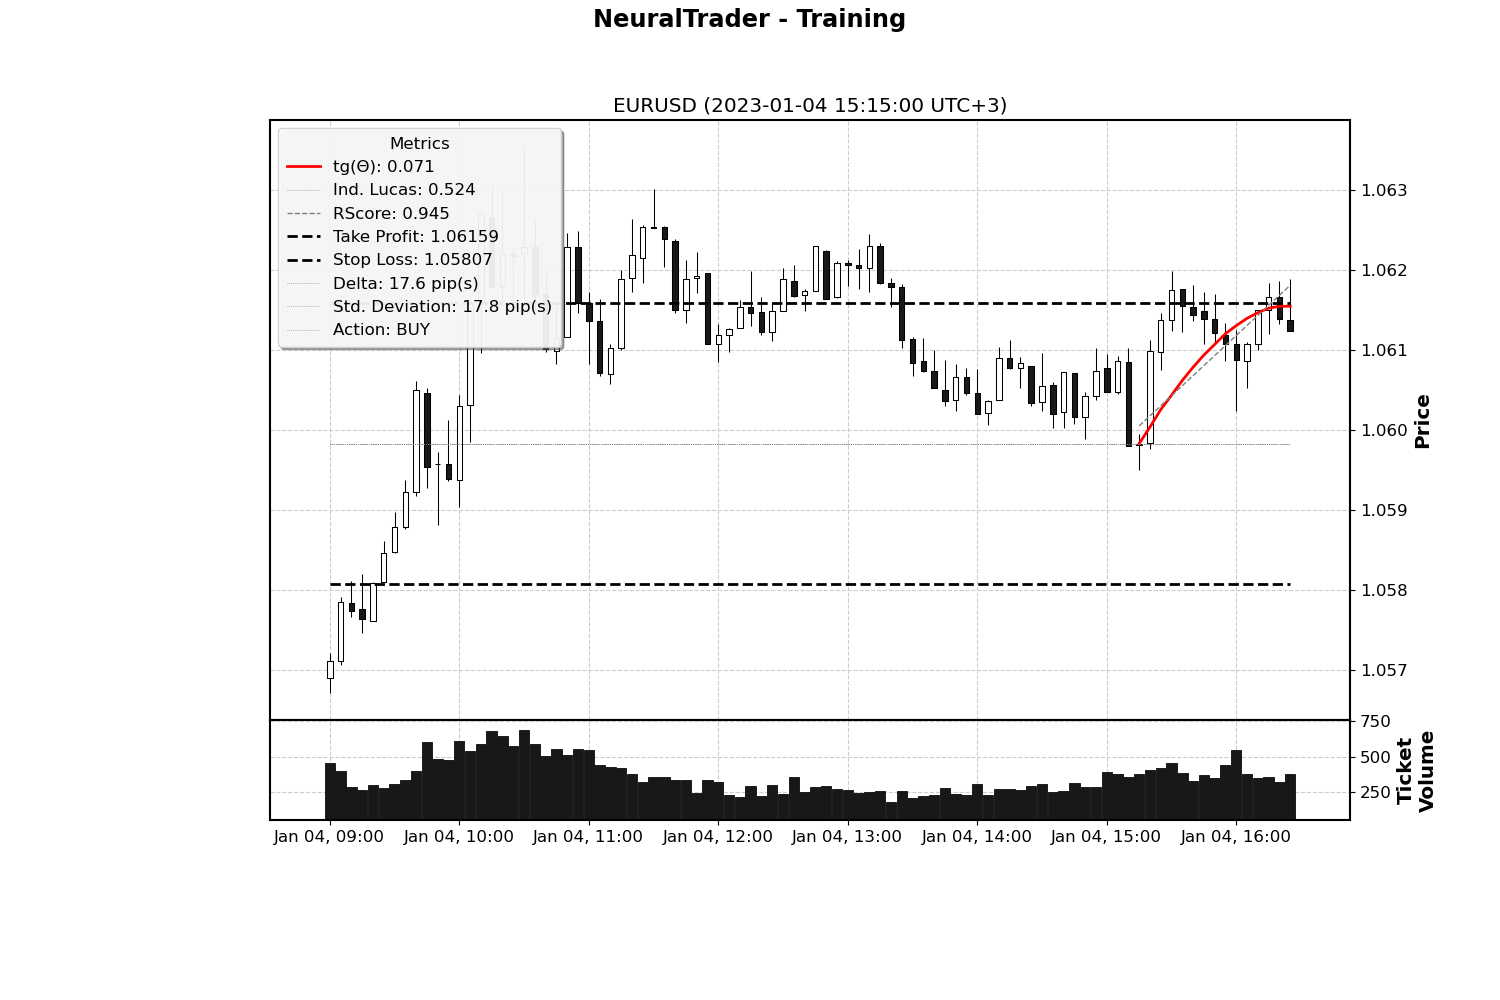 NeuralTrader - Training
EURUSD (2023-01-04 15:15:00 UTC+3)
Metrics
tg(Θ): 0.071
Ind. Lucas: 0.524
RScore: 0.945
Take Profit: 1.06159
Stop Loss: 1.05807
Delta: 17.6 pip(s)
Std. Deviation: 17.8 pip(s)
Action: BUY
1.063
1.062
1.061
1.060
1.059
1.058
1.057
Price
750
500
250
Ticket
Volume
Jan 04, 09:00
Jan 04, 10:00
Jan 04, 11:00
Jan 04, 12:00
Jan 04, 13:00
Jan 04, 14:00
Jan 04, 15:00
Jan 04, 16:00